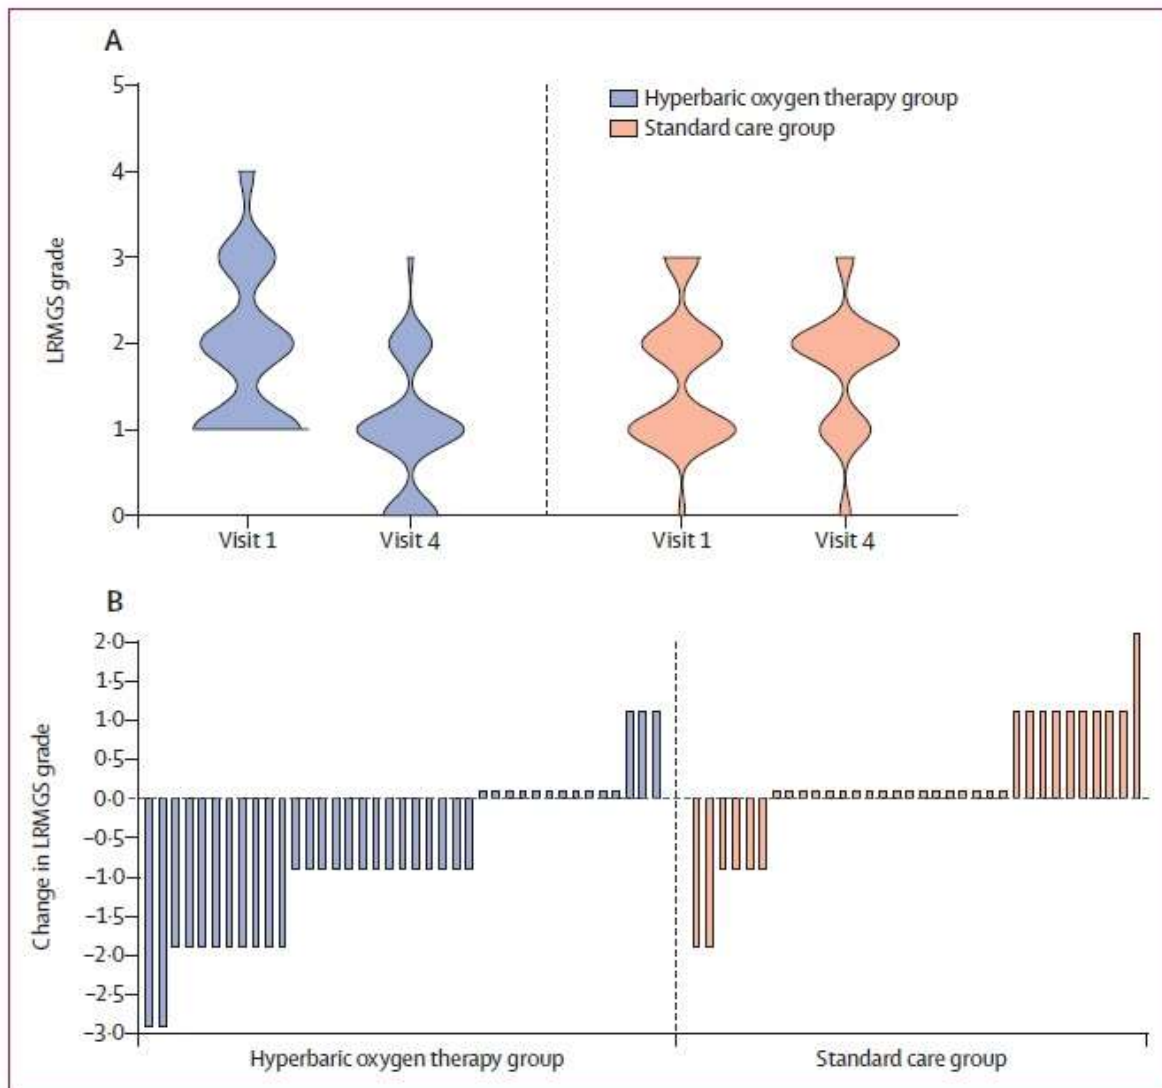 A
5
4
3
2
1
0
LRMGS grade
Hyperbaric oxygen therapy group
Standard care group
Visit 1
Visit 4
Visit 1
Visit 4
B
2·0
1·5
1·0
0·5
0·0
–0·5
–1·0
–1·5
–2·0
–2·5
–3·0
Change in LRMGS grade
Hyperbaric oxygen therapy group
Standard care group